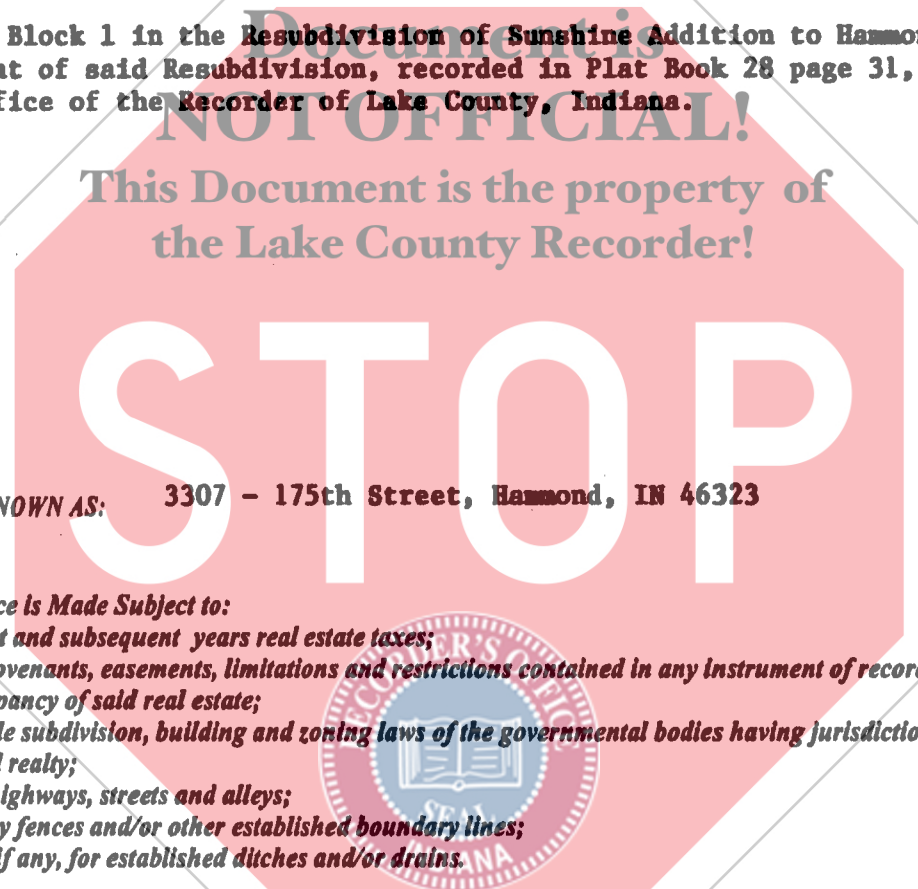 Block 1 in the Resubdivision of Sunshine Addition to Hammo
at of said Resubdivision, recorded in Plat Book 28 page 31,
fice of the Recorder of Lake County, Indiana.
Document is
NOT OFFICIAL!
This Document is the property of
the Lake County Recorder!
STOP
NOWN AS: 3307 - 175th Street, Hammond, IN 46323
ce is Made Subject to:
t and subsequent years real estate taxes;
ovenants, easements, limitations and restrictions contained in any instrument of recor
pancy of said real estate;
le subdivision, building and zoning laws of the governmental bodies having jurisdictio
l realty;
ighways, streets and alleys;
y fences and/or other established boundary lines;
if any, for established ditches and/or drains.
RECORDER'S OFFICE
SEAL
INDIANA